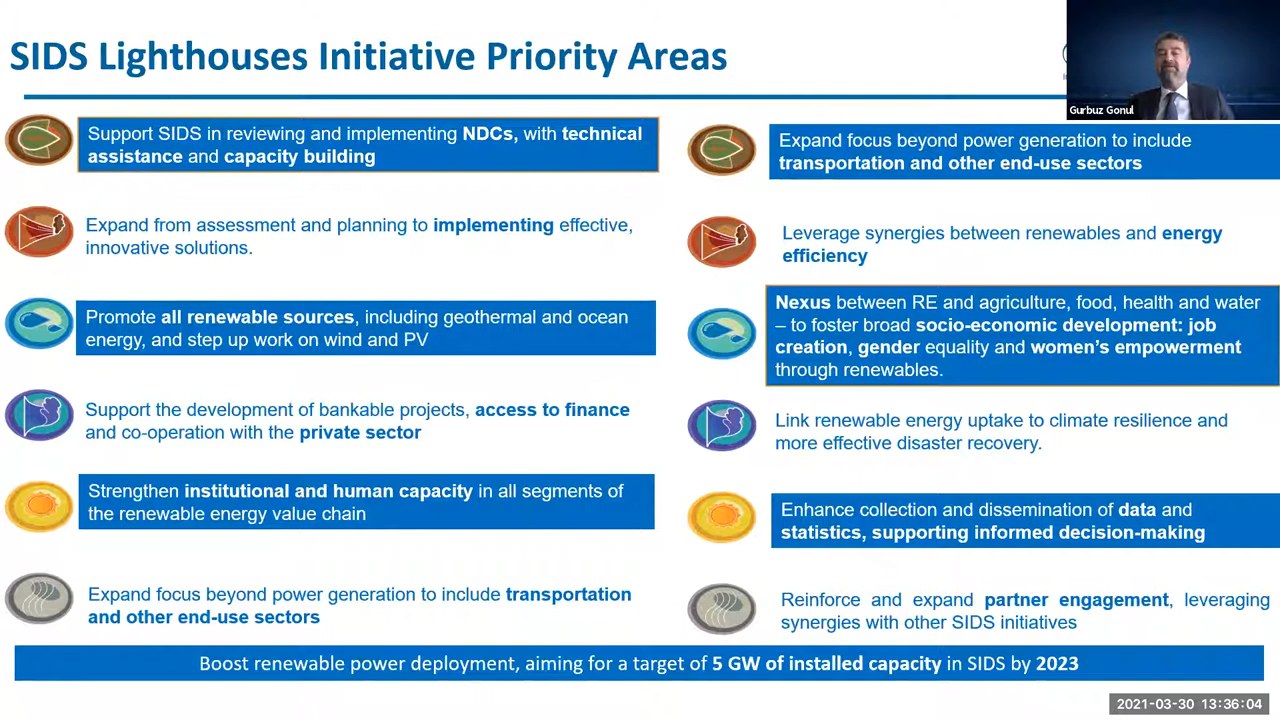 SIDS Lighthouses Initiative Priority Areas
Gurbuz Gonul
Support SIDS in reviewing and implementing NDCs, with technical
assistance and capacity building
Expand from assessment and planning to implementing effective,
innovative solutions.
Promote all renewable sources, including geothermal and ocean
energy, and step up work on wind and PV
Support the development of bankable projects, access to finance
and co-operation with the private sector
Strengthen institutional and human capacity in all segments of
the renewable energy value chain
Expand focus beyond power generation to include transportation
and other end-use sectors
Expand focus beyond power generation to include
transportation and other end-use sectors
Leverage synergies between renewables and energy
efficiency
Nexus between RE and agriculture, food, health and water
– to foster broad socio-economic development: job
creation, gender equality and women’s empowerment
through renewables.
Link renewable energy uptake to climate resilience and
more effective disaster recovery.
Enhance collection and dissemination of data and
statistics, supporting informed decision-making
Reinforce and expand partner engagement, leveraging
synergies with other SIDS initiatives
Boost renewable power deployment, aiming for a target of 5 GW of installed capacity in SIDS by 2023
2021-03-30 13:36:04